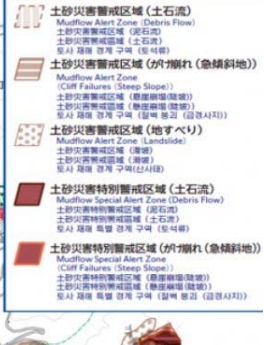 土砂災害警戒区域（土石流）
Mudflow Alert Zone (Debris Flow)
土砂灾害警戒区域（泥石流）
土砂災害警戒區域（土石流）
토사 재해 경계 구역 (토석류)
土砂災害警戒区域（がけ崩れ（急傾斜地））
Mudflow Alert Zone
(Cliff Failures (Steep Slope))
土砂灾害警戒区域（悬崖崩塌(陡坡)）
土砂災害警戒區域（懸崖崩塌(陡坡)）
토사 재해 경계 구역 (절벽 붕괴 (급경사지))
土砂災害警戒区域（地すべり）
Mudflow Alert Zone (Landslide)
土砂灾害警戒区域（滑坡）
土砂災害警戒區域（滑坡）
토사 재해 경계 구역(산사태)
土砂災害特別警戒区域（土石流）
Mudflow Special Alert Zone (Debris Flow)
土砂灾害特别警戒区域（泥石流）
土砂災害特別警戒區域（土石流）
토사 재해 특별 경계 구역 (토석류)
土砂災害特別警戒区域（がけ崩れ（急傾斜地））
Mudflow Special Alert Zone
(Cliff Failures (Steep Slope))
土砂灾害特别警戒区域（悬崖崩塌(陡坡)）
土砂災害特別警戒區域（懸崖崩塌(陡坡)）
토사 재해 특별 경계 구역 (절벽 붕괴 (급경사지))